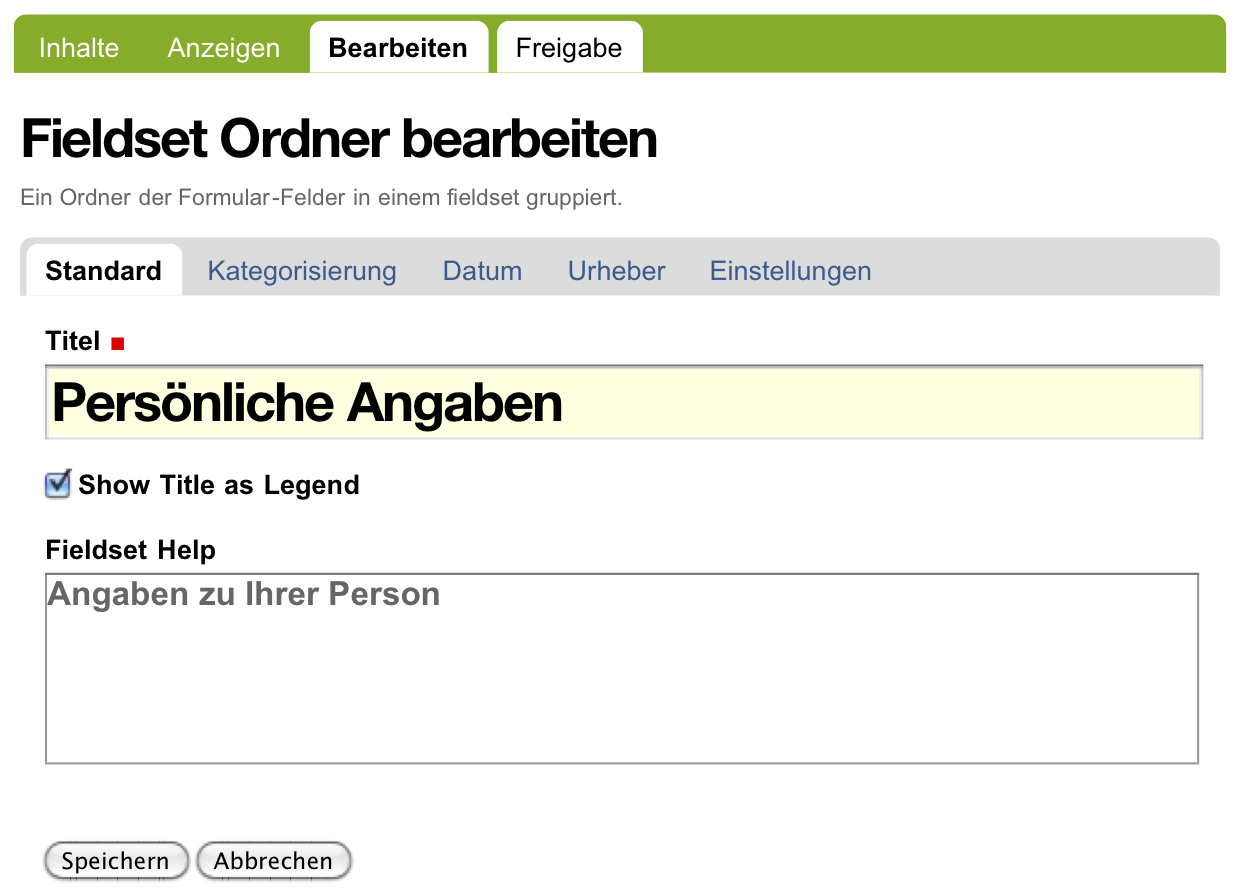 Inhalte Anzeigen Bearbeiten Freigabe
Fieldset Ordner bearbeiten
Ein Ordner der Formular-Felder in einem fieldset gruppiert.
Standard Kategorisierung Datum Urheber Einstellungen
Titel
Persönliche Angaben
Show Title as Legend
Fieldset Help
Angaben zu Ihrer Person
Speichern Abbrechen